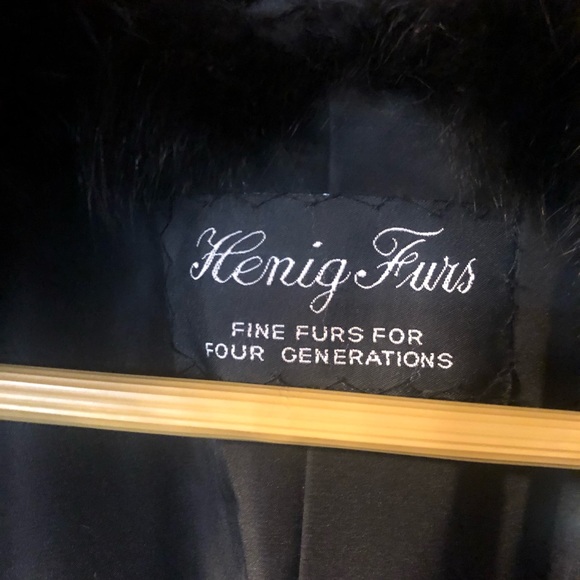 Henig Furs
FINE FURS FOR
FOUR GENERATIONS